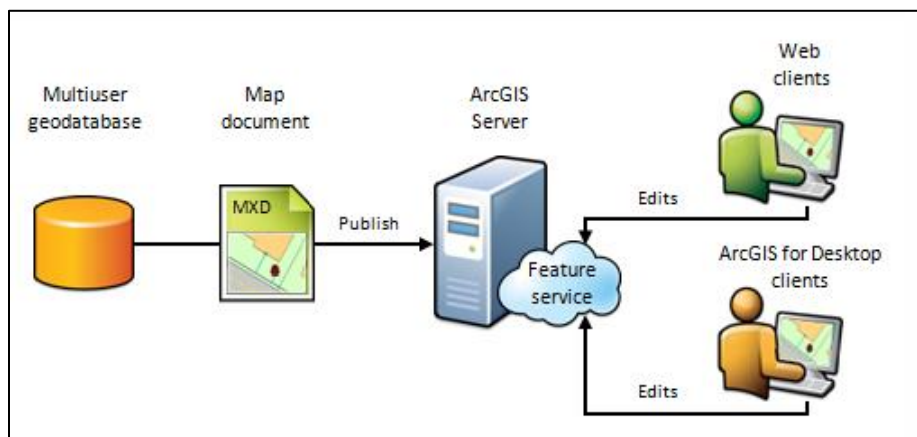 Multiuser
geodatabase
Map
document
MXD
Publish
ArcGIS
Server
Feature
service
Web
clients
Edits
ArcGIS for Desktop
clients
Edits